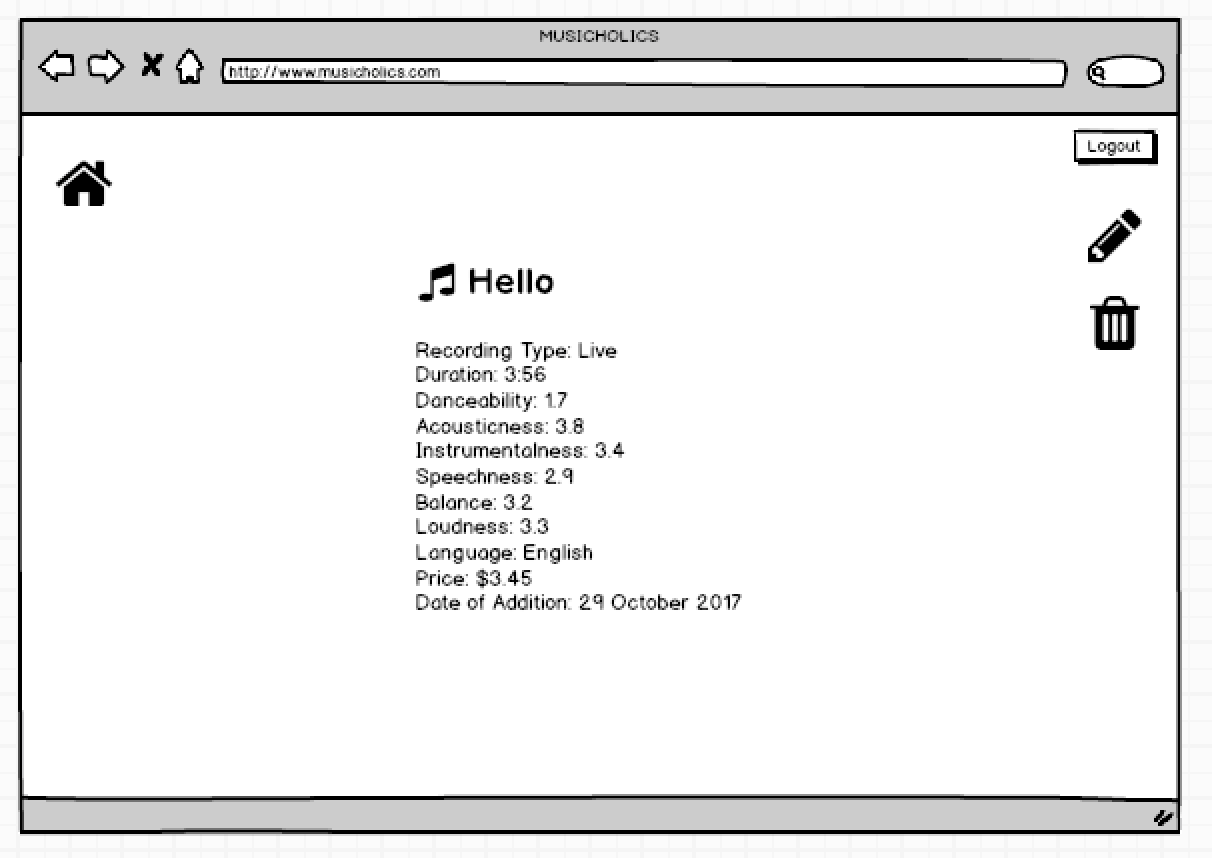 MUSICHOLICS
http://www.musicholics.com
Logout
Hello
Recording Type: Live
Duration: 3:56
Danceability: 1.7
Acousticness: 3.8
Instrumentalness: 3.4
Speechness: 2.9
Balance: 3.2
Loudness: 3.3
Language: English
Price: $3.45
Date of Addition: 29 October 2017